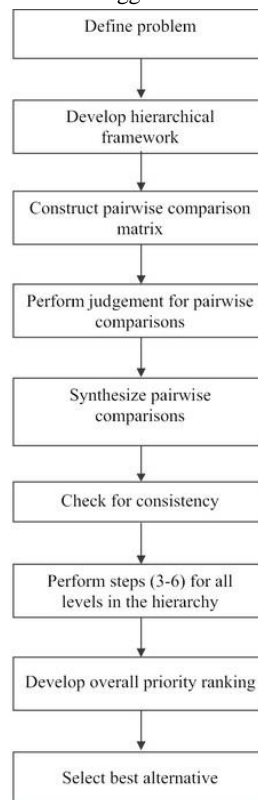 Define problem
Develop hierarchical
framework
Construct pairwise comparison
matrix
Perform judgement for pairwise
comparisons
Synthesize pairwise
comparisons
Check for consistency
Perform steps (3-6) for all
levels in the hierarchy
Develop overall priority ranking
Select best alternative